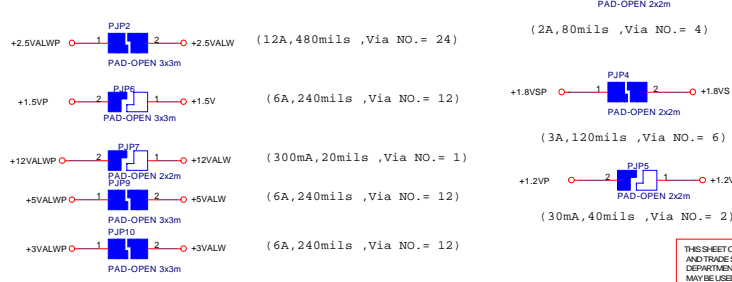 PJP2
+2.5VALWP 1 2 +2.5VALW (12A,480mils ,Via NO.= 24)
PAD-OPEN 3x3m
PJP6
+1.5VP 2 1 +1.5V (6A,240mils ,Via NO.= 12)
PAD-OPEN 3x3m
PJP7
+12VALWP 2 1 +12VALW (300mA,20mils ,Via NO.= 1)
PAD-OPEN 2x2m
PJP9
+5VALWP 1 2 +5VALW (6A,240mils ,Via NO.= 12)
PAD-OPEN 3x3m
PJP10
+3VALWP 1 2 +3VALW (6A,240mils ,Via NO.= 12)
PAD-OPEN 3x3m
PAD-OPEN 2x2m
(2A,80mils ,Via NO.= 4)
PJP4
+1.8VSP 1 2 +1.8VS
PAD-OPEN 2x2m
(3A,120mils ,Via NO.= 6)
PJP5
+1.2VP 2 1 +1.2V
PAD-OPEN 2x2m
(30mA,40mils ,Via NO.= 2)
THIS SHEET O
AND TRADE S
DEPARTMEN
MAY BE USED